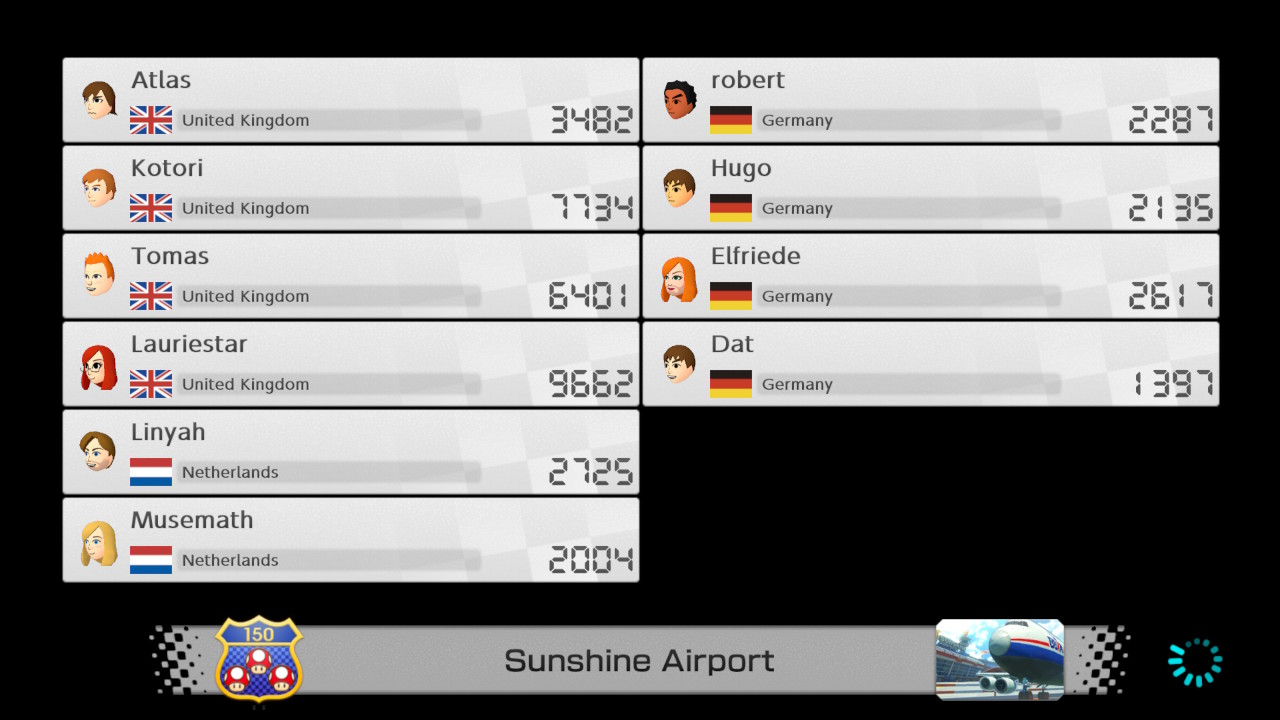 Atlas
United Kingdom
3482
Kotori
United Kingdom
7734
Tomas
United Kingdom
6401
Lauriestar
United Kingdom
9662
Linyah
Netherlands
2725
Musemath
Netherlands
2004
robert
Germany
2287
Hugo
Germany
2135
Elfriede
Germany
2617
Dat
Germany
1397
150
Sunshine Airport